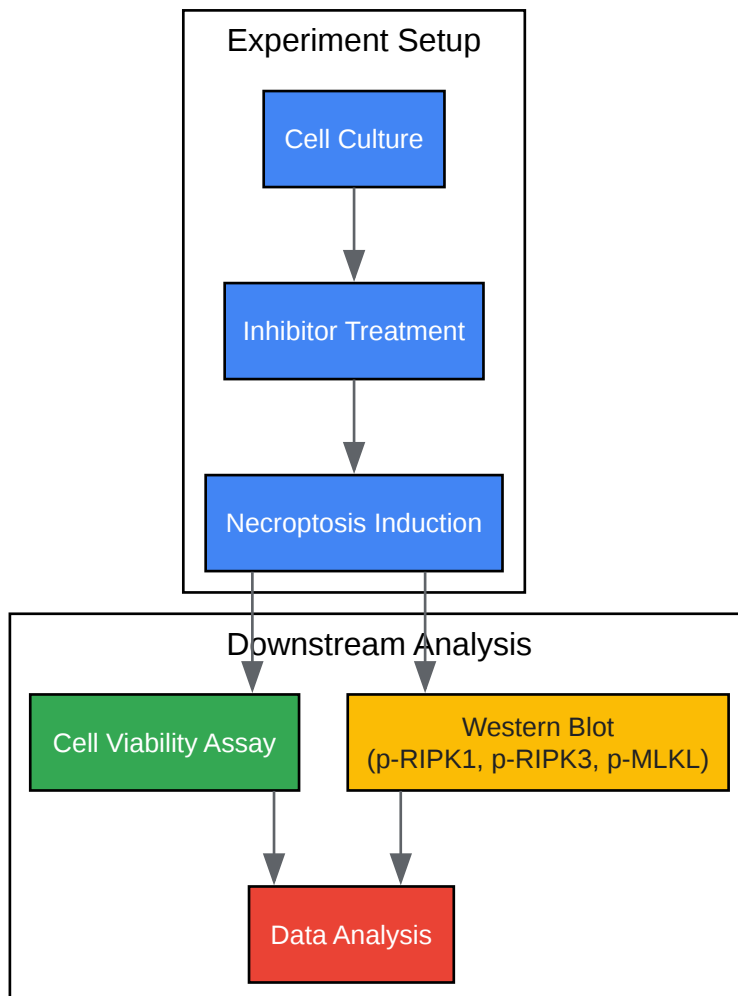 Experiment Setup
Cell Culture
Inhibitor Treatment
Necroptosis Induction
Downstream Analysis
Cell Viability Assay
Western Blot
(p-RIPK1, p-RIPK3, p-MLKL)
Data Analysis